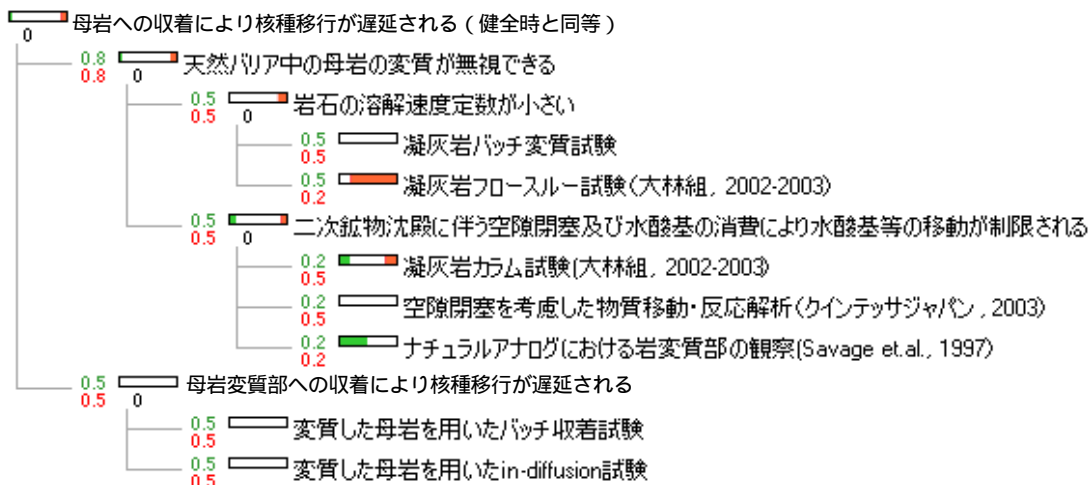 母岩への収着により核種移行が遅延される（健全時と同等）
0
0.8 天然バリア中の母岩の変質が無視できる
0.8 0
0.5 岩石の溶解速度定数が小さい
0.5 0
0.5 凝灰岩バッチ変質試験
0.5
0.5 凝灰岩フロースルー試験(大林組, 2002-2003)
0.2
0.5 二次鉱物沈殿に伴う空隙閉塞及び水酸基の消費により水酸基等の移動が制限される
0.5 0
0.2 凝灰岩カラム試験(大林組, 2002-2003)
0.5
0.2 空隙閉塞を考慮した物質移動・反応解析(クインテッサジャパン, 2003)
0.5
0.2 ナチュラルアナログにおける岩変質部の観察(Savage et.al., 1997)
0.2
0.5 母岩変質部への収着により核種移行が遅延される
0.5 0
0.5 変質した母岩を用いたバッチ収着試験
0.5
0.5 変質した母岩を用いたin-diffusion試験
0.5